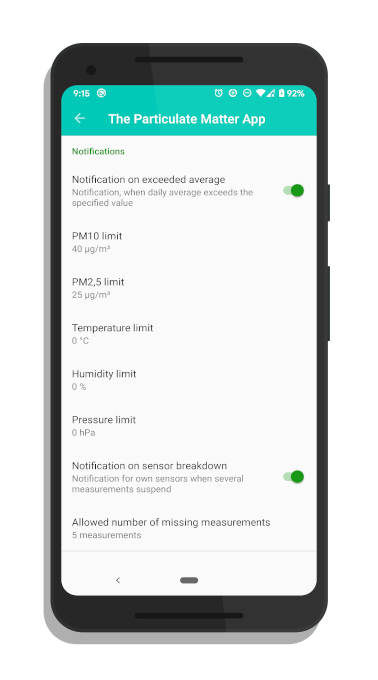 9:15 92%
The Particulate Matter App
Notifications
Notification on exceeded average
Notification, when daily average exceeds the
specified value
PM10 limit
40 µg/m³
PM2,5 limit
25 µg/m³
Temperature limit
0 °C
Humidity limit
0 %
Pressure limit
0 hPa
Notification on sensor breakdown
Notification for own sensors when several
measurements suspend
Allowed number of missing measurements
5 measurements